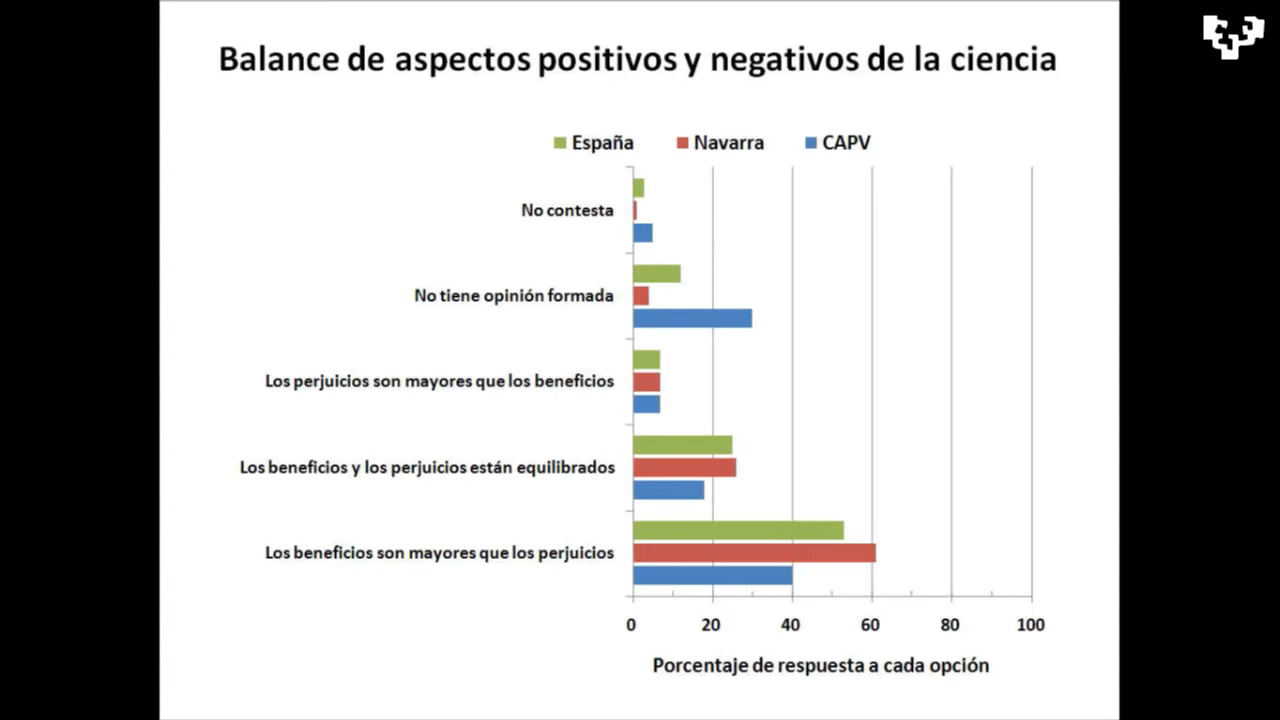 Balance de aspectos positivos y negativos de la ciencia
España
Navarra
CAPV
No contesta
No tiene opinión formada
Los perjuicios son mayores que los beneficios
Los beneficios y los perjuicios están equilibrados
Los beneficios son mayores que los perjuicios
0 20 40 60 80 100
Porcentaje de respuesta a cada opción